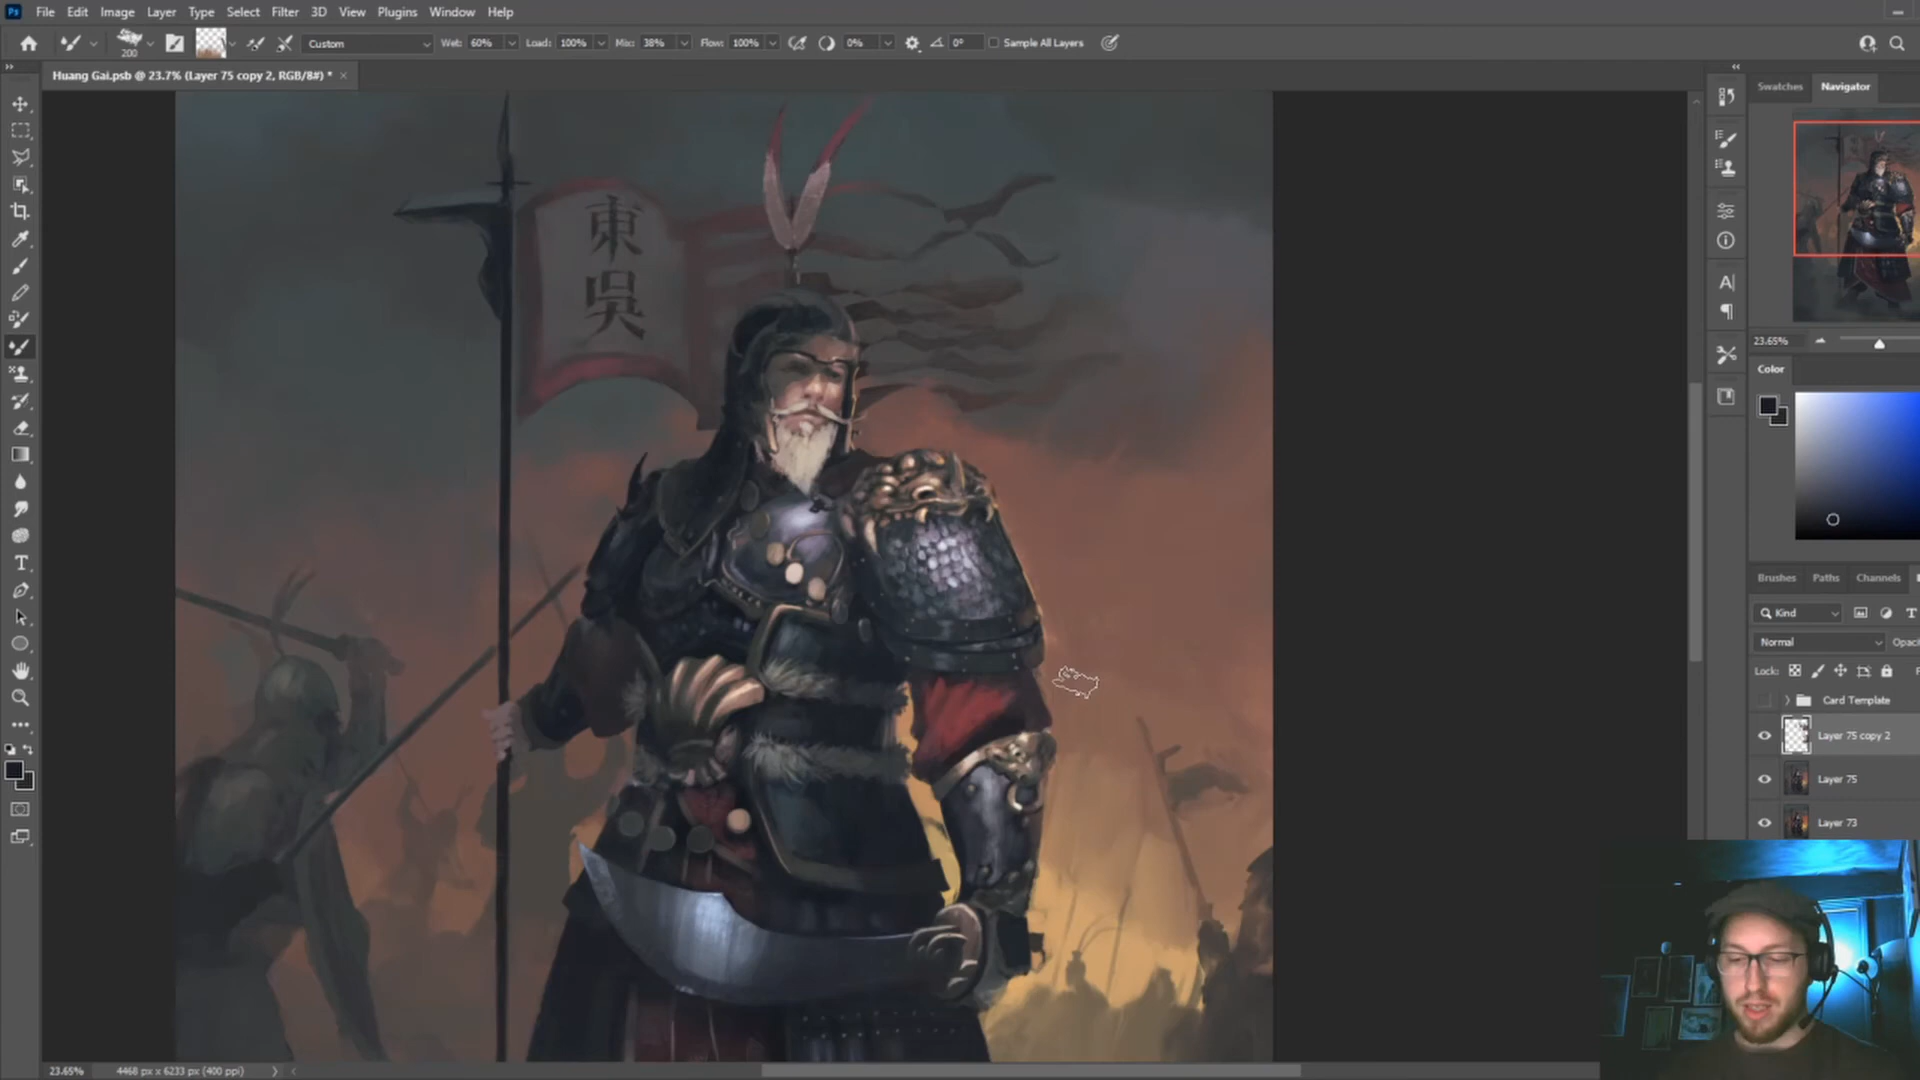 Ps File Edit Image Layer Type Select Filter 3D View Plugins Window Help
200 Custom Wet: 60% Load: 100% Mix: 38% Flow: 100% 0% 0° Sample All Layers
Huang Gai.psb @ 23.7% (Layer 75 copy 2, RGB/8#) * ×
Swatches Navigator
東
吳
23.65%
Color
Brushes Paths Channels
Kind
Normal Opaci
Lock:
Card Template
Layer 75 copy 2
Layer 75
Layer 73
23.65% 4468 px x 6233 px (400 ppi)